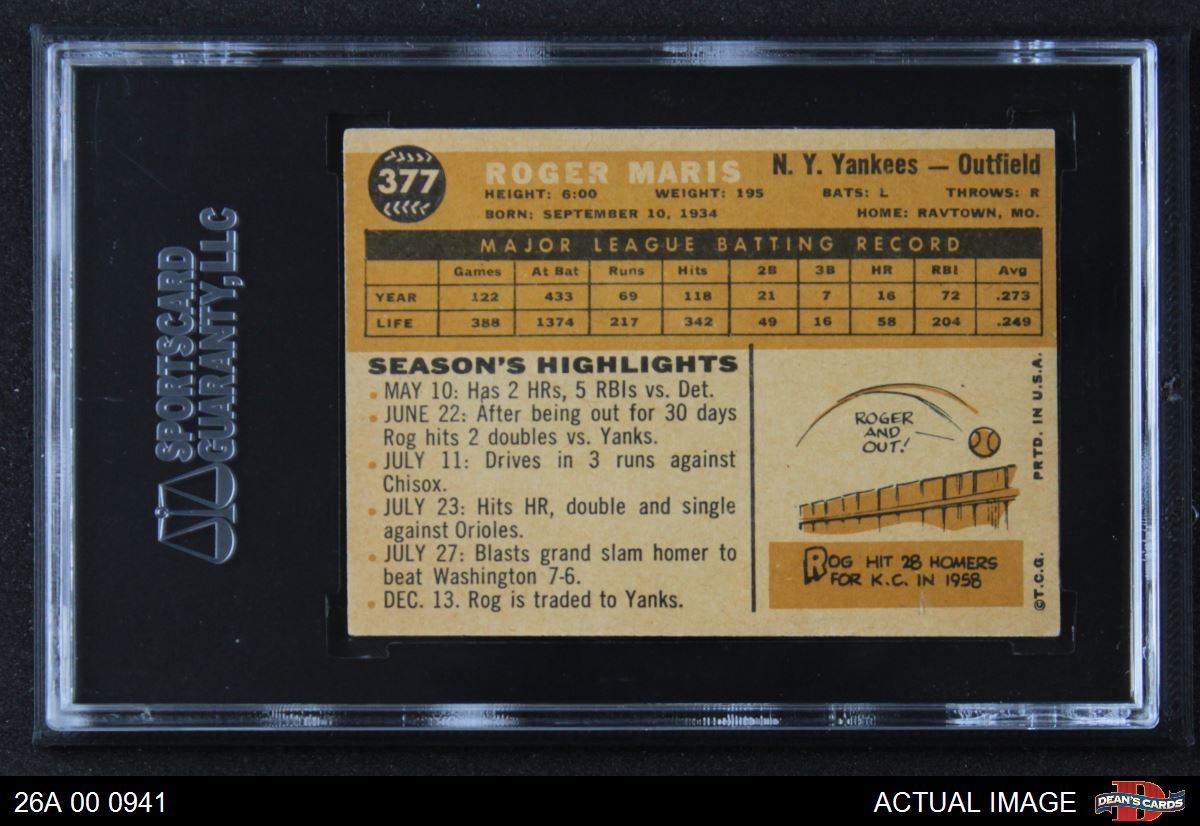 SPORTSCARD
GUARANTY, LLC
377
ROGER MARIS
N. Y. Yankees — Outfield
HEIGHT: 6:00 WEIGHT: 195 BATS: L THROWS: R
BORN: SEPTEMBER 10, 1934 HOME: RAYTOWN, MO.
MAJOR LEAGUE BATTING RECORD
Games At Bat Runs Hits 2B 3B HR RBI Avg
YEAR 122 433 69 118 21 7 16 72 .273
LIFE 388 1374 217 342 49 16 58 204 .249
SEASON'S HIGHLIGHTS
• MAY 10: Has 2 HRs, 5 RBIs vs. Det.
• JUNE 22: After being out for 30 days
Rog hits 2 doubles vs. Yanks.
• JULY 11: Drives in 3 runs against
Chisox.
• JULY 23: Hits HR, double and single
against Orioles.
• JULY 27: Blasts grand slam homer to
beat Washington 7-6.
• DEC. 13. Rog is traded to Yanks.
ROGER
AND
OUT!
ROG HIT 28 HOMERS
FOR K.C. IN 1958
©T.C.G. PRTD. IN U.S.A.
26A 00 0941
ACTUAL IMAGE
D
DEAN'S CARDS